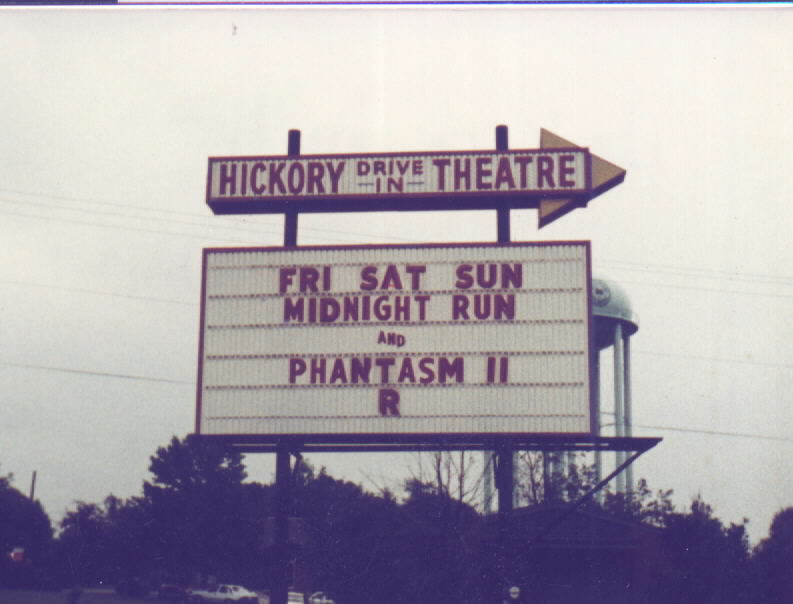 HICKORY DRIVE IN THEATRE
FRI SAT SUN
MIDNIGHT RUN
AND
PHANTASM II
R